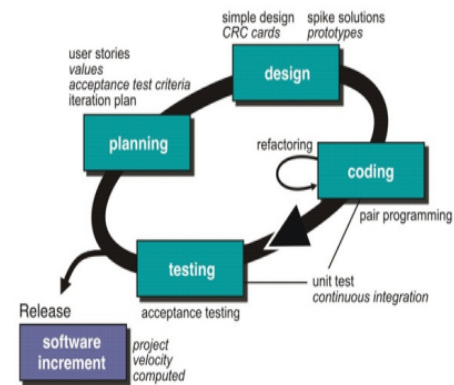 simple design
CRC cards
spike solutions
prototypes
user stories
values
acceptance test criteria
iteration plan
design
planning
refactoring
coding
pair programming
testing
unit test
continuous integration
acceptance testing
Release
software
increment
project
velocity
computed